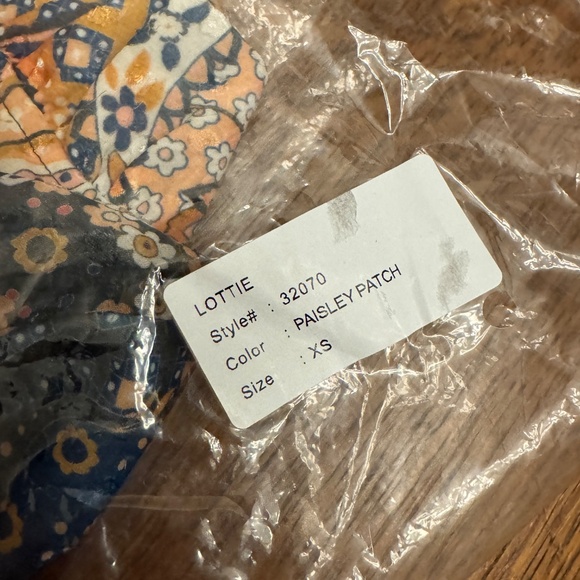 LOTTIE
Style# : 32070
Color : PAISLEY PATCH
Size : XS